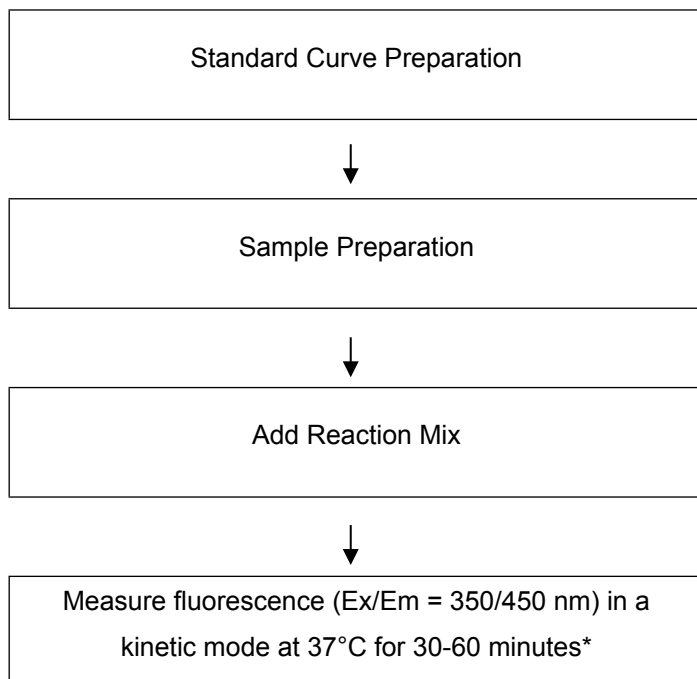 Standard Curve Preparation
Sample Preparation
Add Reaction Mix
Measure fluorescence (Ex/Em = 350/450 nm) in a
kinetic mode at 37°C for 30-60 minutes*